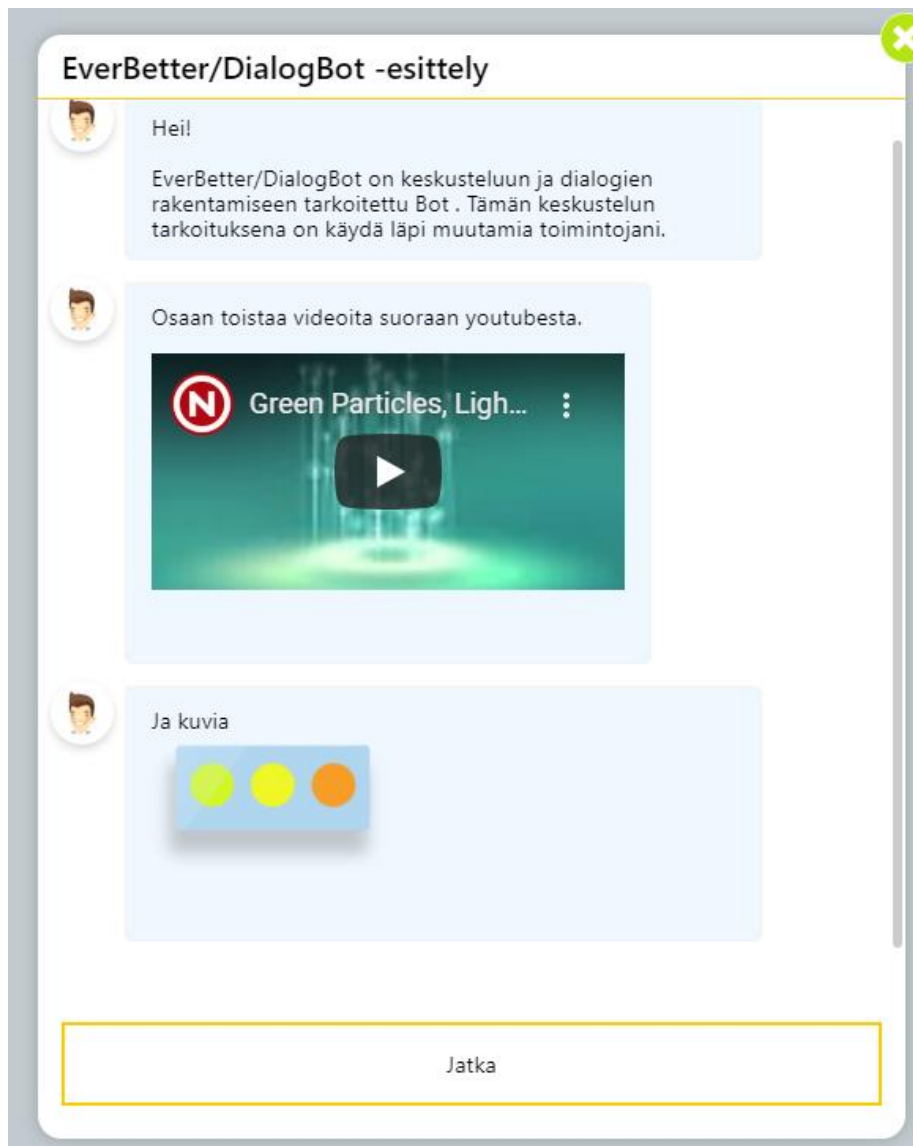 EverBetter/DialogBot -esittely
Hei!
EverBetter/DialogBot on keskusteluun ja dialogien
rakentamiseen tarkoitettu Bot . Tämän keskustelun
tarkoituksena on käydä läpi muutamia toimintojani.
Osaan toistaa videoita suoraan youtubesta.
N
Green Particles, Ligh...
Ja kuvia
Jatka